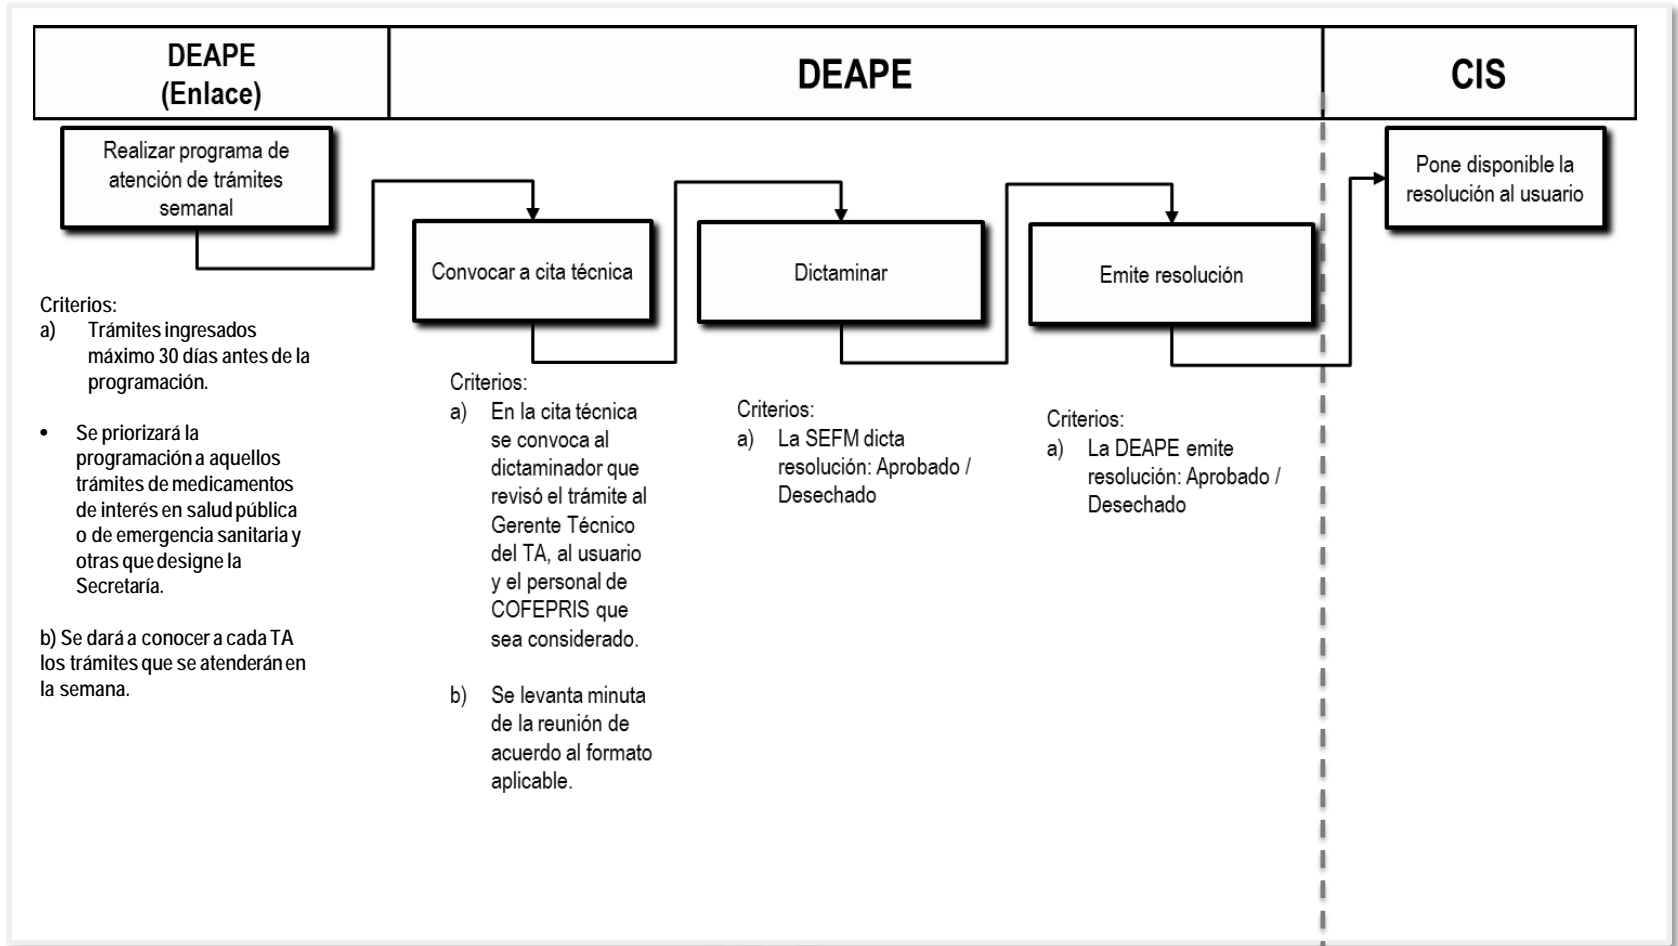 DEAPE
(Enlace)
DEAPE
CIS
Realizar programa de
atención de trámites
semanal
Convocar a cita técnica
Dictaminar
Emite resolución
Pone disponible la
resolución al usuario
Criterios:
a) Trámites ingresados
máximo 30 días antes de la
programación.
• Se priorizará la
programación a aquellos
trámites de medicamentos
de interés en salud pública
o de emergencia sanitaria y
otras que designe la
Secretaría.
b) Se dará a conocer a cada TA
los trámites que se atenderán en
la semana.
Criterios:
a) En la cita técnica
se convoca al
dictaminador que
revisó el trámite al
Gerente Técnico
del TA, al usuario
y el personal de
COFEPRIS que
sea considerado.
b) Se levanta minuta
de la reunión de
acuerdo al formato
aplicable.
Criterios:
a) La SEFM dicta
resolución: Aprobado /
Desechado
Criterios:
a) La DEAPE emite
resolución: Aprobado /
Desechado